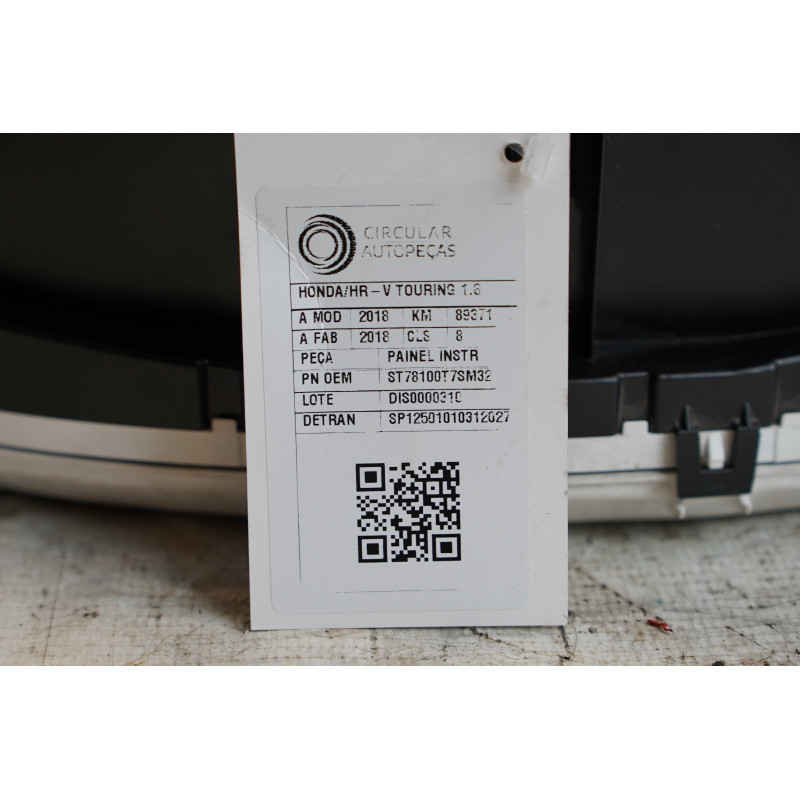 CIRCULAR
AUTOPEÇAS
HONDA/HR-V TOURING 1.8
A MOD 2018 KM 89371
A FAB 2018 CLS 8
PEÇA PAINEL INSTR
PN OEM ST78100T7SM32
LOTE DIS0000310
DETRAN SP12501010312027